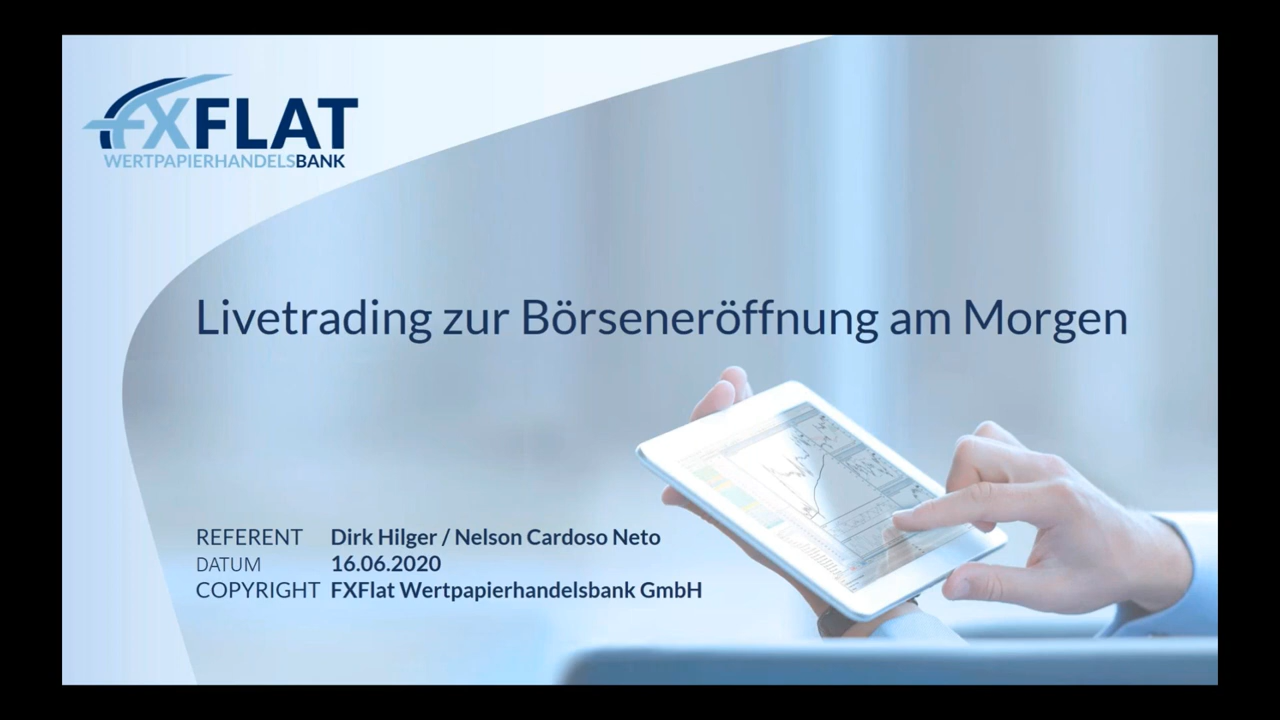 FXFLAT
WERTPAPIERHANDELSBANK
Livetrading zur Börseneröffnung am Morgen
REFERENT Dirk Hilger / Nelson Cardoso Neto
DATUM 16.06.2020
COPYRIGHT FXFlat Wertpapierhandelsbank GmbH